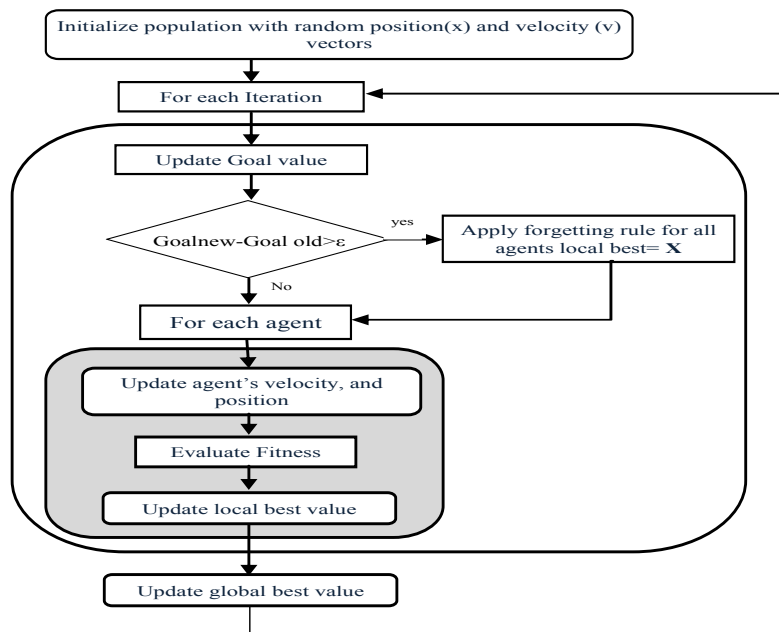 Initialize population with random position(x) and velocity (v)
vectors
For each Iteration
Update Goal value
Goalnew-Goal old>ε
yes
Apply forgetting rule for all
agents local best= X
No
For each agent
Update agent's velocity, and
position
Evaluate Fitness
Update local best value
Update global best value